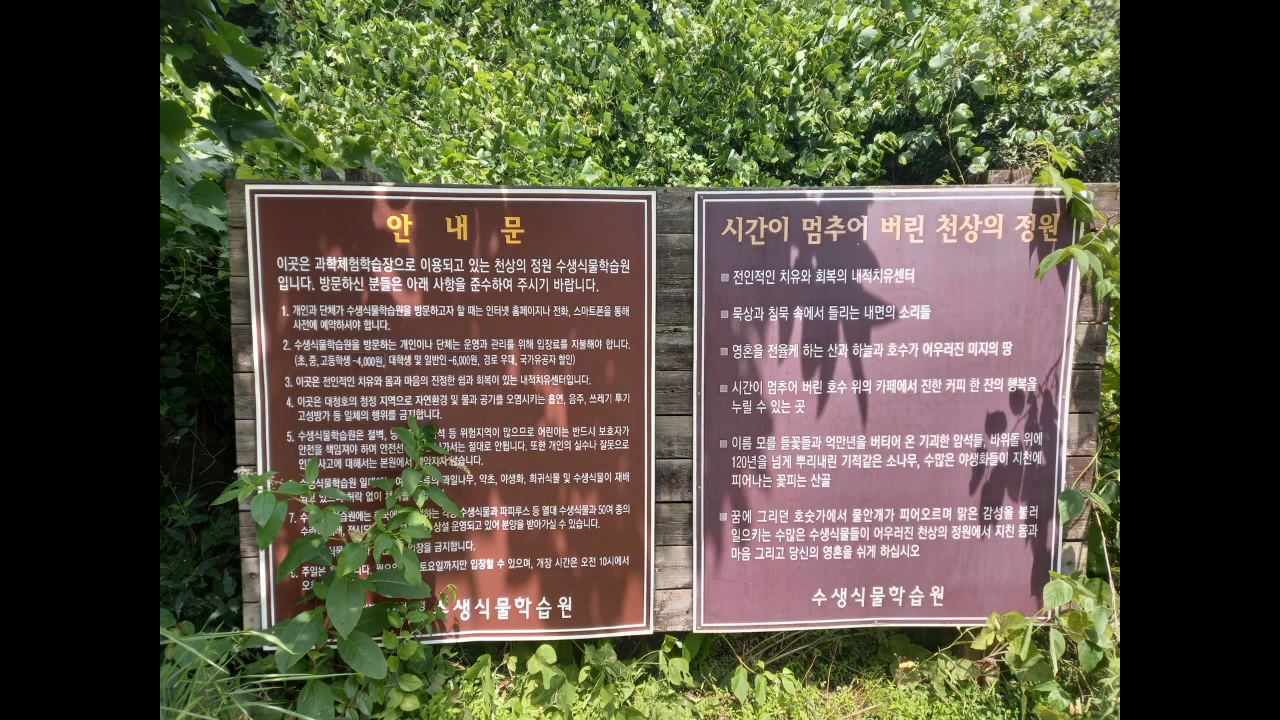 안 내 문
이곳은 과학체험학습장으로 이용되고 있는 천상의 정원 수생식물학습원
입니다. 방문하신 분들은 아래 사항을 준수하여 주시기 바랍니다.
1. 개인과 단체가 수생식물학습원을 방문하고자 할 때는 인터넷 홈페이지나 전화, 스마트폰을 통해
사전에 예약하셔야 합니다.
2. 수생식물학습원을 방문하는 개인이나 단체는 운영과 관리를 위해 입장료를 지불해야 합니다.
(초, 중, 고등학생 -4,000원, 대학생 및 일반인 -6,000원, 경로 우대, 국가유공자 할인)
3. 이곳은 전인적인 치유와 몸과 마음의 진정한 쉼과 회복이 있는 내적치유센터입니다.
4. 이곳은 대청호의 청정 지역으로 자연환경 및 물과 공기를 오염시키는 흡연, 음주, 쓰레기 투기
고성방가 등 일체의 행위를 금지합니다.
5. 수생식물학습원은 절벽, 등 위험지역이 많으므로 어린이는 반드시 보호자가
안전을 책임져야 하며 안전선 절대로 안됩니다. 또한 개인의 실수나 잘못으로
사고에 대해서는 본원에서 않습니다.
수생식물학습원 일대 과일나무, 약초, 야생화, 희귀식물 및 수생식물이 재배
허락 없이
7. 수생식물과 파피루스 등 열대 수생식물과 50여 종의
상설 운영되고 있어 분양을 받아가실 수 있습니다.
금지합니다.
주일은 토요일까지만 입장할 수 있으며, 개장 시간은 오전 10시에서
수생식물학습원
시간이 멈추어 버린 천상의 정원
전인적인 치유와 회복의 내적치유센터
묵상과 침묵 속에서 들리는 내면의 소리들
영혼을 전율케 하는 산과 하늘과 호수가 어우러진 미지의 땅
시간이 멈추어 버린 호수 위의 카페에서 진한 커피 한 잔의 행복을
누릴 수 있는 곳
이름 모를 들꽃들과 억만년을 버티어 온 기괴한 암석들, 바위돌 위에
120년을 넘게 뿌리내린 기적같은 소나무, 수많은 야생화들이 지천에
피어나는 꽃피는 산골
꿈에 그리던 호숫가에서 물안개가 피어오르며 맑은 감성을 불러
일으키는 수많은 수생식물들이 어우러진 천상의 정원에서 지친 몸과
마음 그리고 당신의 영혼을 쉬게 하십시오
수생식물학습원